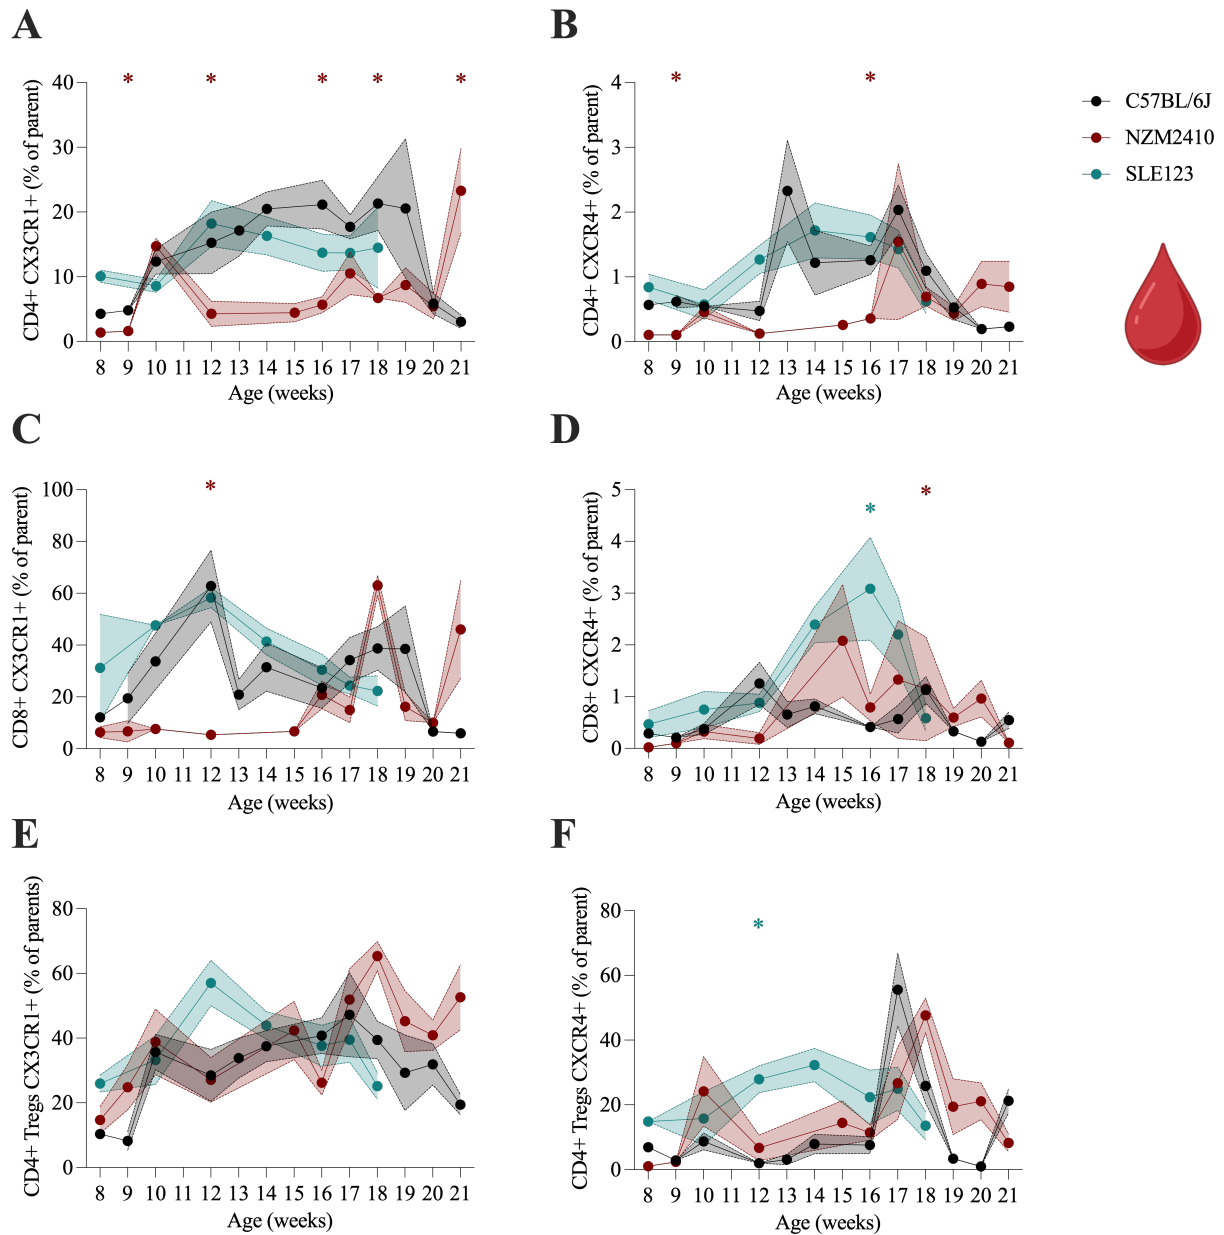 A
B
* * * * *
* *
CD4+ CX3CR1+ (% of parent)
40
30
20
10
0
8 9 10 11 12 13 14 15 16 17 18 19 20 21
Age (weeks)
CD4+ CXCR4+ (% of parent)
4
3
2
1
0
8 9 10 11 12 13 14 15 16 17 18 19 20 21
Age (weeks)
C57BL/6J
NZM2410
SLE123
C
D
*
* *
CD8+ CX3CR1+ (% of parent)
100
80
60
40
20
0
8 9 10 11 12 13 14 15 16 17 18 19 20 21
Age (weeks)
CD8+ CXCR4+ (% of parent)
5
4
3
2
1
0
8 9 10 11 12 13 14 15 16 17 18 19 20 21
Age (weeks)
E
F
CD4+ Tregs CX3CR1+ (% of parents)
80
60
40
20
0
8 9 10 11 12 13 14 15 16 17 18 19 20 21
Age (weeks)
*
CD4+ Tregs CXCR4+ (% of parent)
80
60
40
20
0
8 9 10 11 12 13 14 15 16 17 18 19 20 21
Age (weeks)